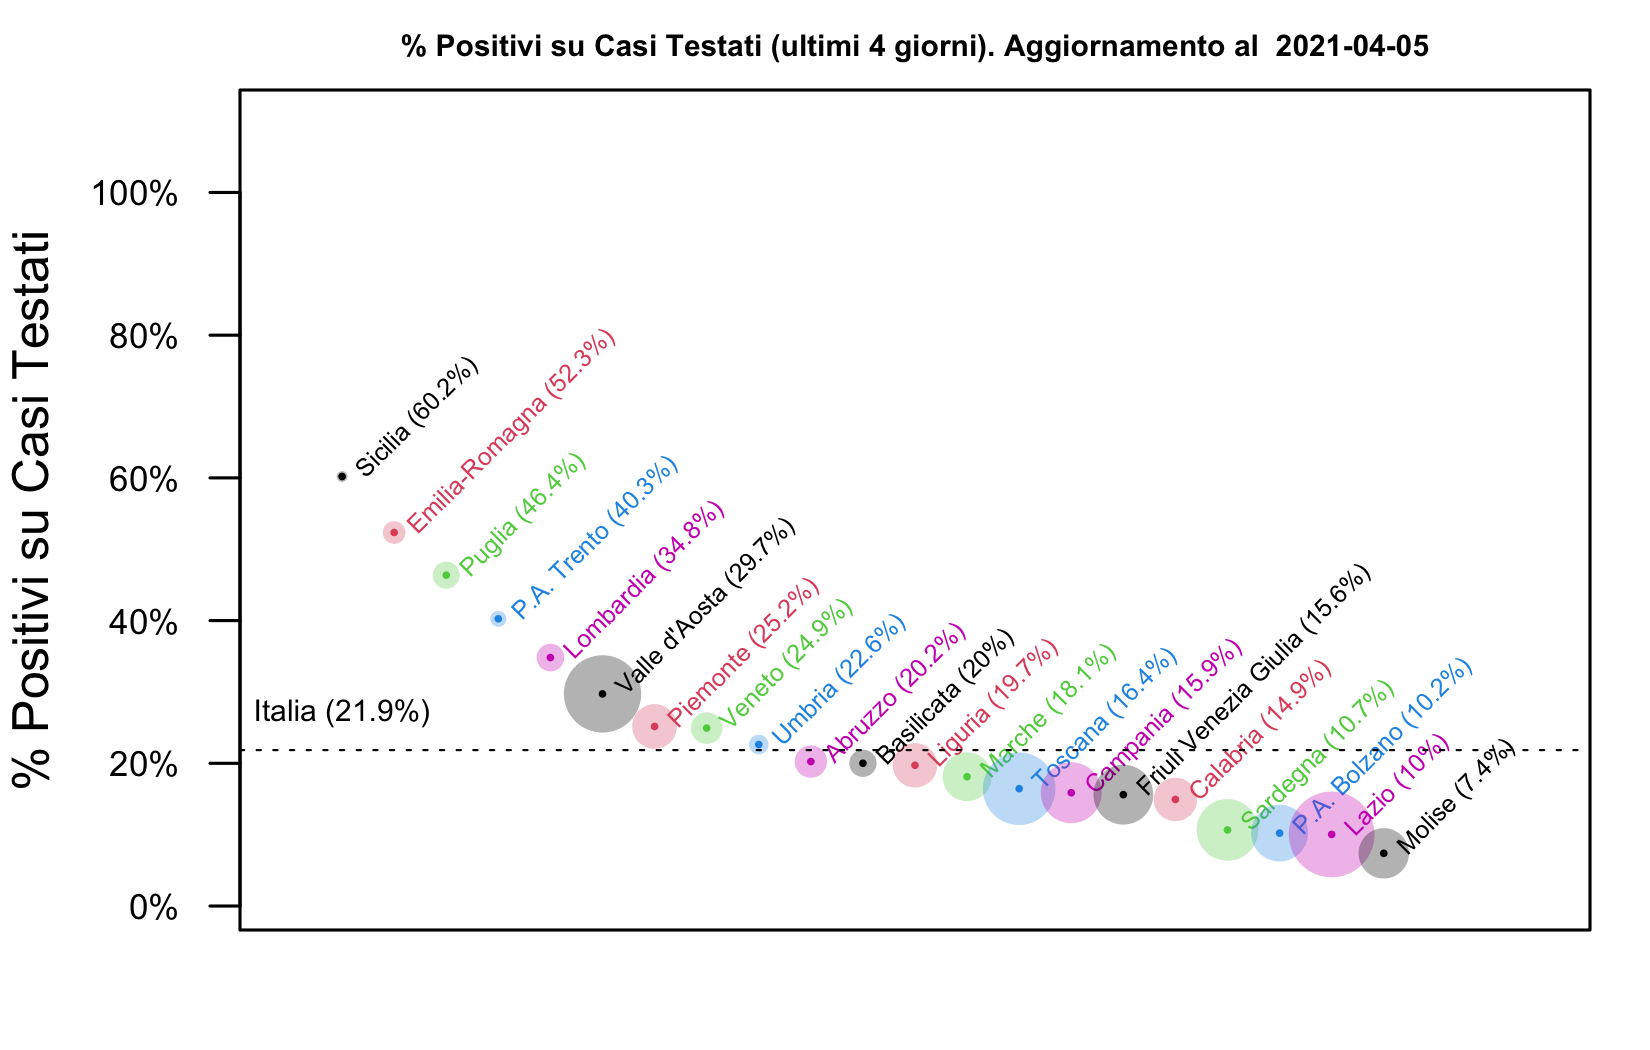 % Positivi su Casi Testati (ultimi 4 giorni). Aggiornamento al  2021-04-05
% Positivi su Casi Testati
100%
80%
60%
40%
20%
0%
Italia (21.9%)
Sicilia (60.2%)
Emilia-Romagna (52.3%)
Puglia (46.4%)
P.A. Trento (40.3%)
Lombardia (34.8%)
Valle d'Aosta (29.7%)
Piemonte (25.2%)
Veneto (24.9%)
Umbria (22.6%)
Abruzzo (20.2%)
Basilicata (20%)
Liguria (19.7%)
Marche (18.1%)
Toscana (16.4%)
Campania (15.9%)
Friuli Venezia Giulia (15.6%)
Calabria (14.9%)
Sardegna (10.7%)
P.A. Bolzano (10.2%)
Lazio (10%)
Molise (7.4%)